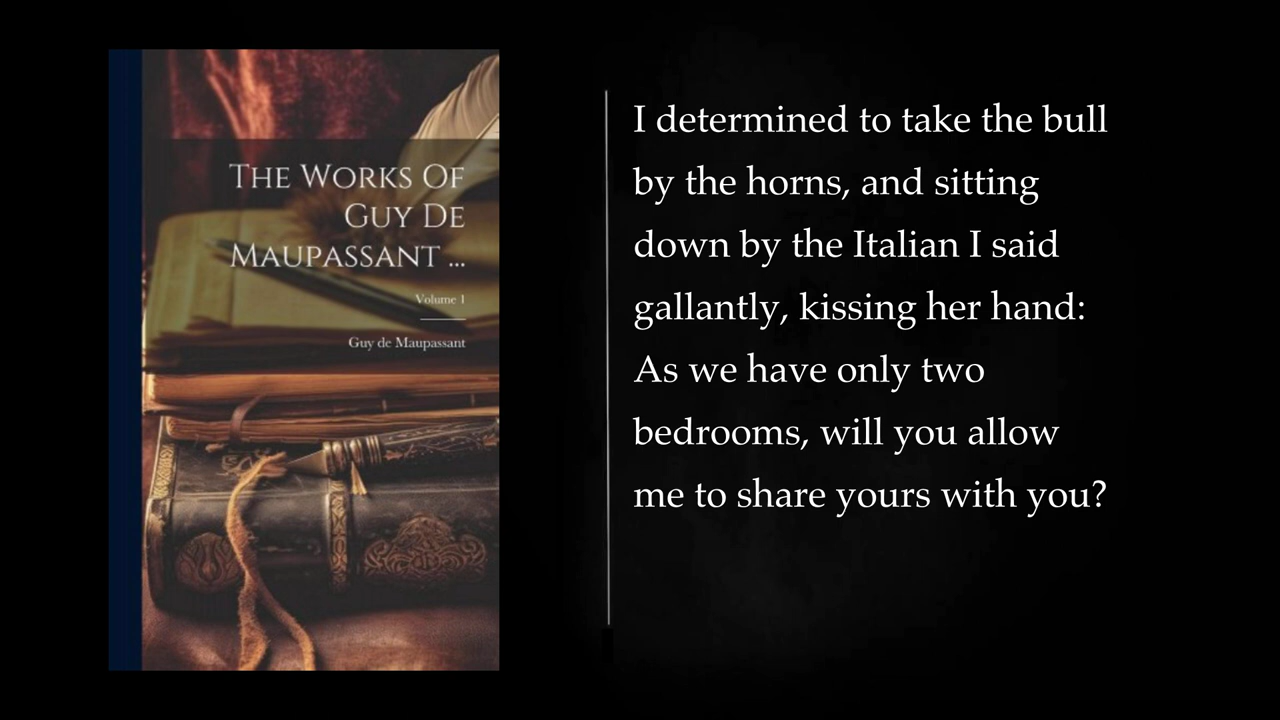 The Works Of
Guy De
Maupassant ...
Volume 1
Guy de Maupassant
I determined to take the bull
by the horns, and sitting
down by the Italian I said
gallantly, kissing her hand:
As we have only two
bedrooms, will you allow
me to share yours with you?